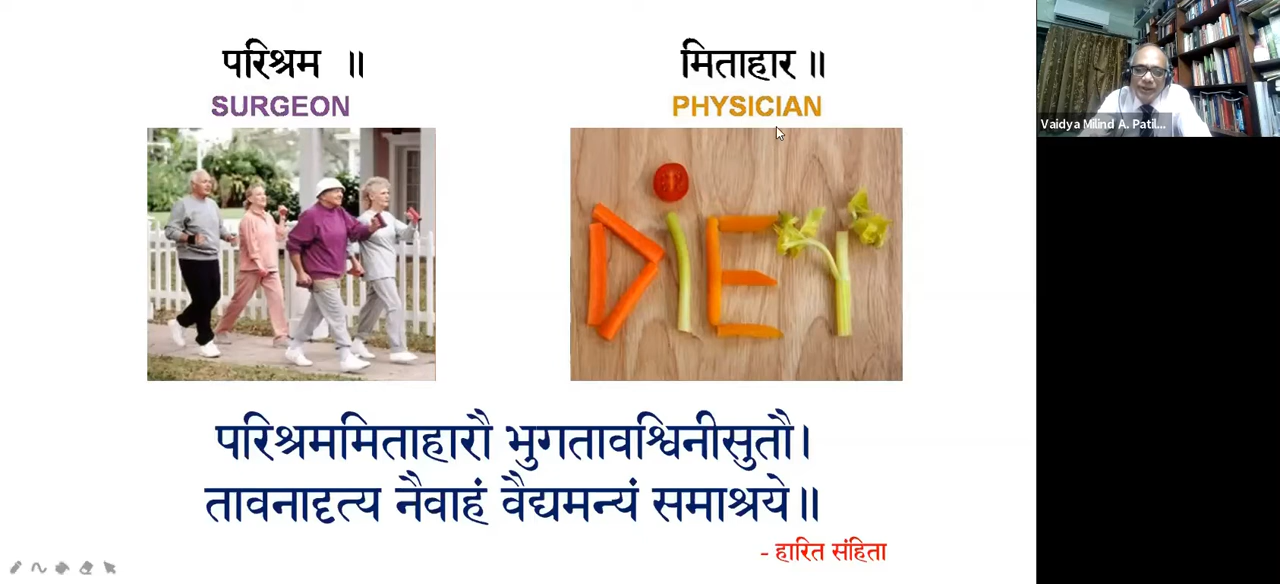 परिश्रम ॥
मिताहार ॥
SURGEON
PHYSICIAN
DIET
परिश्रममिताहारौ भुगतावश्विनीसुतौ।
तावनादृत्य नैवाहं वैद्यमन्यं समाश्रये॥
- हारित संहिता
Vaidya Milind A. Patil...